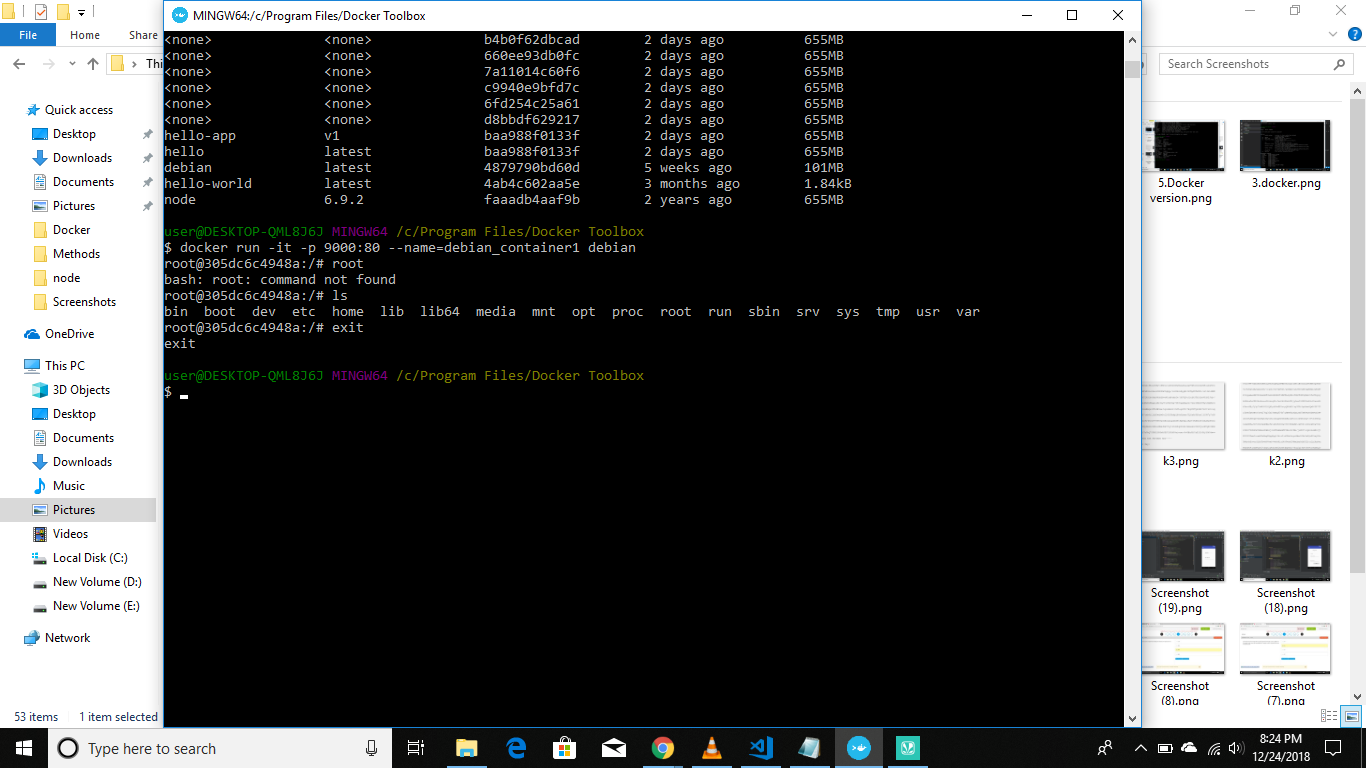 MINGW64:/c/Program Files/Docker Toolbox
File Home Share
Thi
Search Screenshots
Quick access
Desktop
Downloads
Documents
Pictures
Docker
Methods
node
Screenshots
OneDrive
This PC
3D Objects
Desktop
Documents
Downloads
Music
Pictures
Videos
Local Disk (C:)
New Volume (D:)
New Volume (E:)
Network
53 items 1 item selected
<none> <none> b4b0f62dbcad 2 days ago 655MB
<none> <none> 660ee93db0fc 2 days ago 655MB
<none> <none> 7a11014c60f6 2 days ago 655MB
<none> <none> c9940e9bfd7c 2 days ago 655MB
<none> <none> 6fd254c25a61 2 days ago 655MB
<none> <none> d8bbdf629217 2 days ago 655MB
hello-app v1 baa988f0133f 2 days ago 655MB
hello latest baa988f0133f 2 days ago 655MB
debian latest 4879790bd60d 5 weeks ago 101MB
hello-world latest 4ab4c602aa5e 3 months ago 1.84kB
node 6.9.2 faaadb4aaf9b 2 years ago 655MB
user@DESKTOP-QML8J6J MINGW64 /c/Program Files/Docker Toolbox
$ docker run -it -p 9000:80 --name=debian_container1 debian
root@305dc6c4948a:/# root
bash: root: command not found
root@305dc6c4948a:/# ls
bin boot dev etc home lib lib64 media mnt opt proc root run sbin srv sys tmp usr var
root@305dc6c4948a:/# exit
exit
user@DESKTOP-QML8J6J MINGW64 /c/Program Files/Docker Toolbox
$
5.Docker
version.png
3.docker.png
k3.png
k2.png
Screenshot
(19).png
Screenshot
(18).png
Screenshot
(8).png
Screenshot
(7).png
Type here to search
8:24 PM
12/24/2018